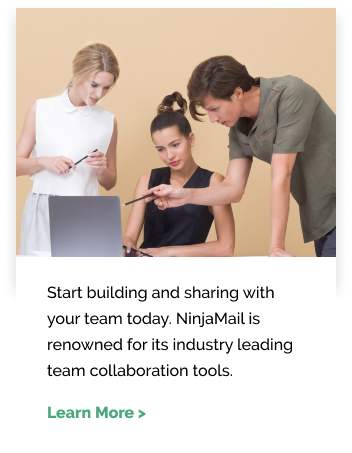 Start building and sharing with
your team today. NinjaMail is
renowned for its industry leading
team collaboration tools.
Learn More >